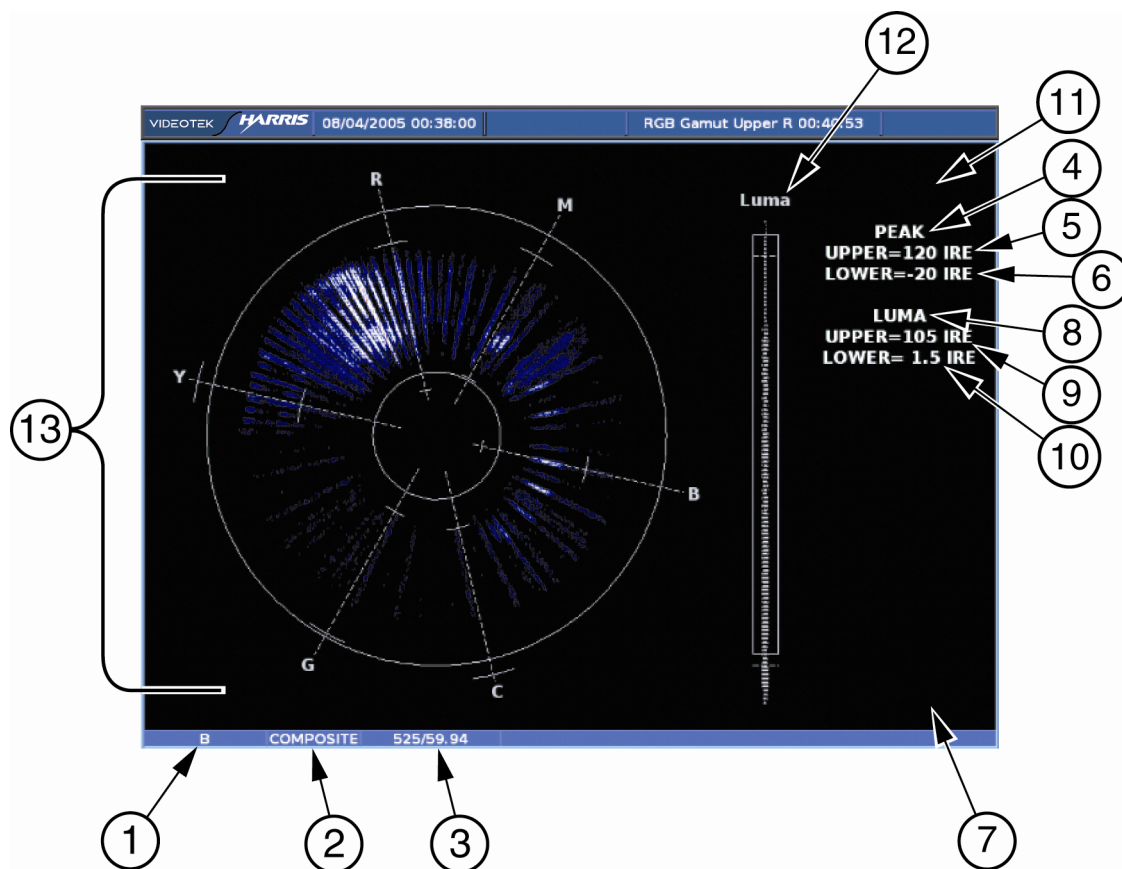 12
11
VIDEOTEK HARRIS 08/04/2005 00:38:00 RGB Gamut Upper R 00:40:53
4
R
M
Luma
PEAK
5
UPPER=120 IRE
LOWER=-20 IRE
6
LUMA
8
UPPER=105 IRE
LOWER= 1.5 IRE
Y
9
13
10
B
G
C
B COMPOSITE 525/59.94
1
2
3
7